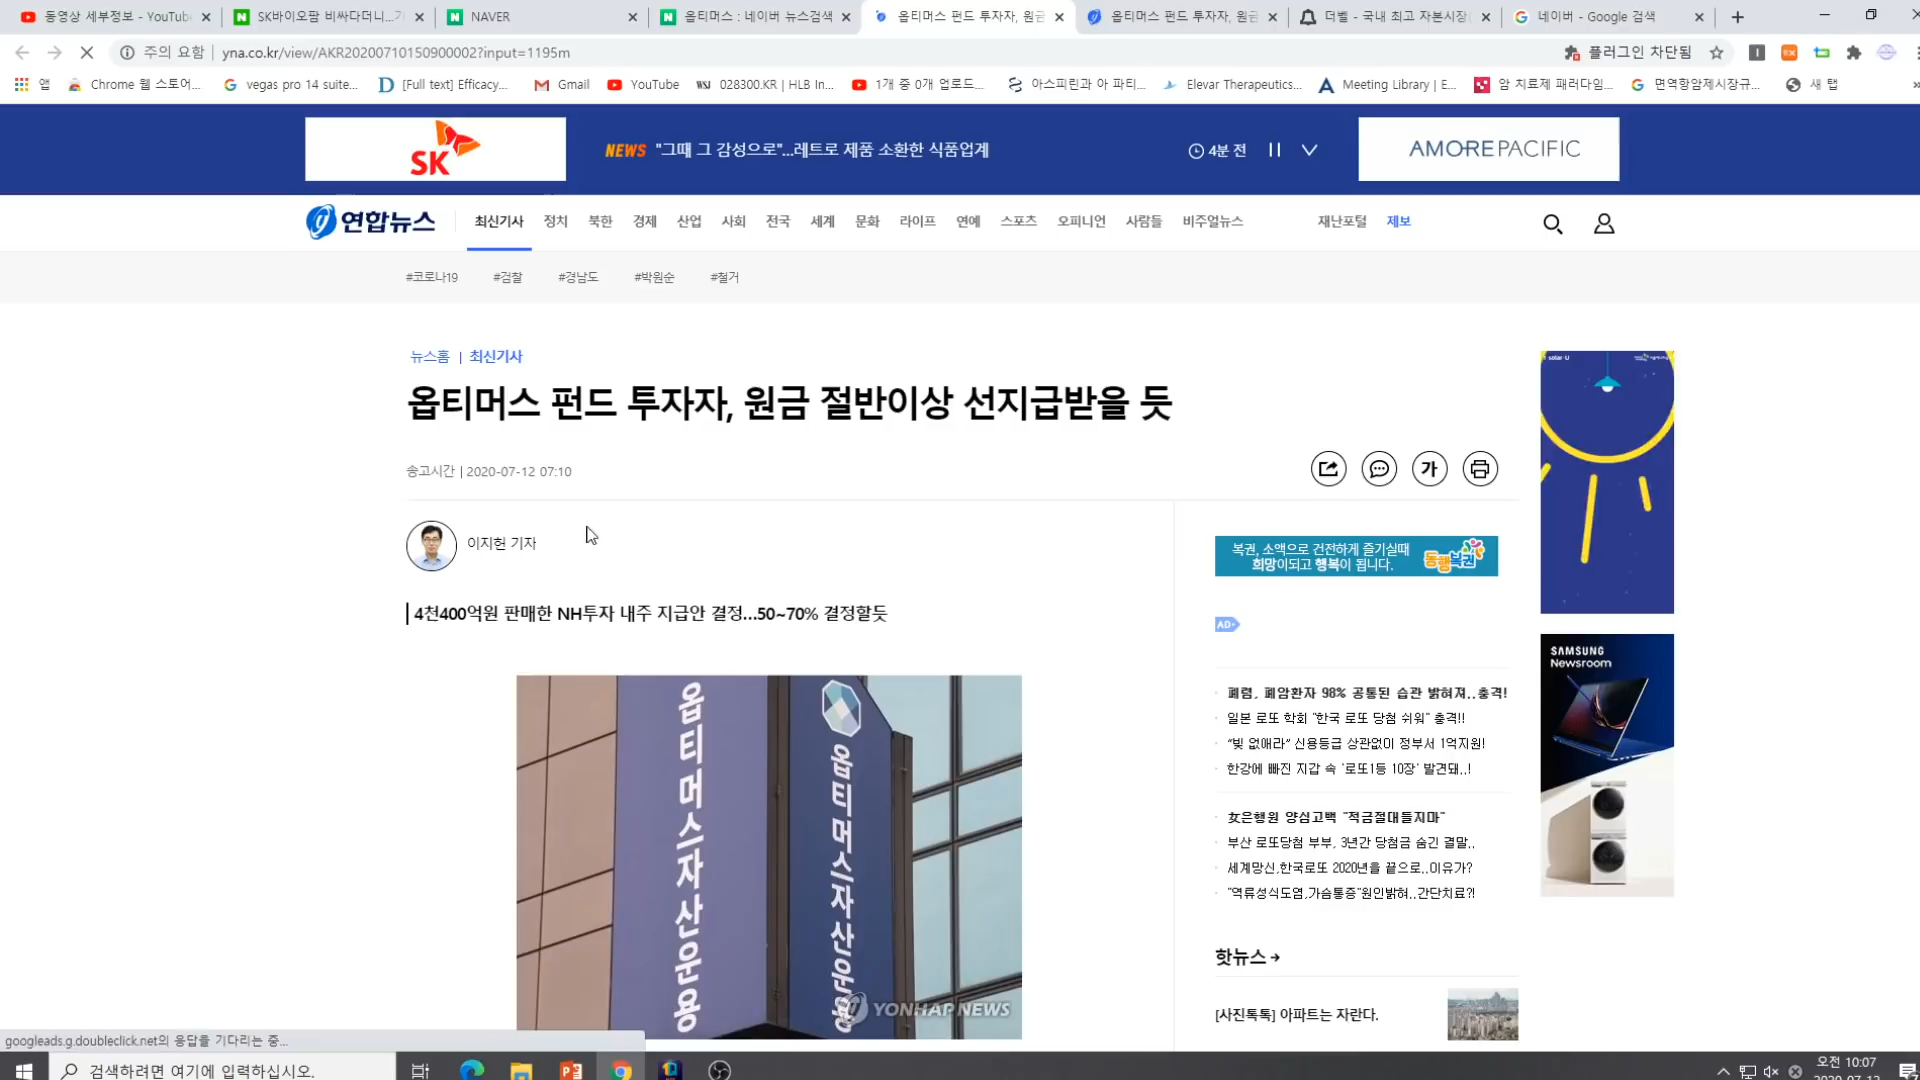 동영상 세부정보 - YouTub
SK바이오팜 비싸다더니...
NAVER
옵티머스 : 네이버 뉴스검색
옵티머스 펀드 투자자, 원금
옵티머스 펀드 투자자, 원금
더벨 - 국내 최고 자본시장
네이버 - Google 검색
주의 요함
yna.co.kr/view/AKR20200710150900002?input=1195m
플러그인 차단됨
앱
Chrome 웹 스토어...
vegas pro 14 suite...
[Full text] Efficacy...
Gmail
YouTube
WSJ
028300.KR | HLB In...
1개 중 0개 업로드...
아스피린과 아 파티...
Elevar Therapeutics...
Meeting Library | E...
암 치료제 패러다임...
면역항암제시장규...
새 탭
SK
NEWS "그때 그 감성으로"...레트로 제품 소환한 식품업계
4분 전
AMOREPACIFIC
연합뉴스
최신기사 정치 북한 경제 산업 사회 전국 세계 문화 라이프 연예 스포츠 오피니언 사람들 비주얼뉴스 재난포털 제보
#코로나19 #검찰 #경남도 #박원순 #철거
뉴스홈 | 최신기사
옵티머스 펀드 투자자, 원금 절반이상 선지급받을 듯
송고시간 | 2020-07-12 07:10
가
이지헌 기자
4천400억원 판매한 NH투자 내주 지급안 결정...50~70% 결정할듯
옵티머스자산운용
옵티머스자산운용
YONHAP NEWS
복권, 소액으로 건전하게 즐기실때
희망이되고 행복이 됩니다.
동행복권
AD
폐렴, 폐암환자 98% 공통된 습관 밝혀져..충격!
일본 로또 학회 "한국 로또 당첨 쉬워" 충격!!
"빚 없애라" 신용등급 상관없이 정부서 1억지원!
한강에 빠진 지갑 속 '로또1등 10장' 발견돼..!
女은행원 양심고백 "적금절대들지마"
부산 로또당첨 부부, 3년간 당첨금 숨긴 결말..
세계망신,한국로또 2020년을 끝으로..이유가?
"역류성식도염,가슴통증"원인밝혀..간단치료?!
핫뉴스
[사진톡톡] 아파트는 자란다.
solar-U
SAMSUNG
Newsroom
googleads.g.doubleclick.net의 응답을 기다리는 중...
검색하려면 여기에 입력하십시오.
오전 10:07